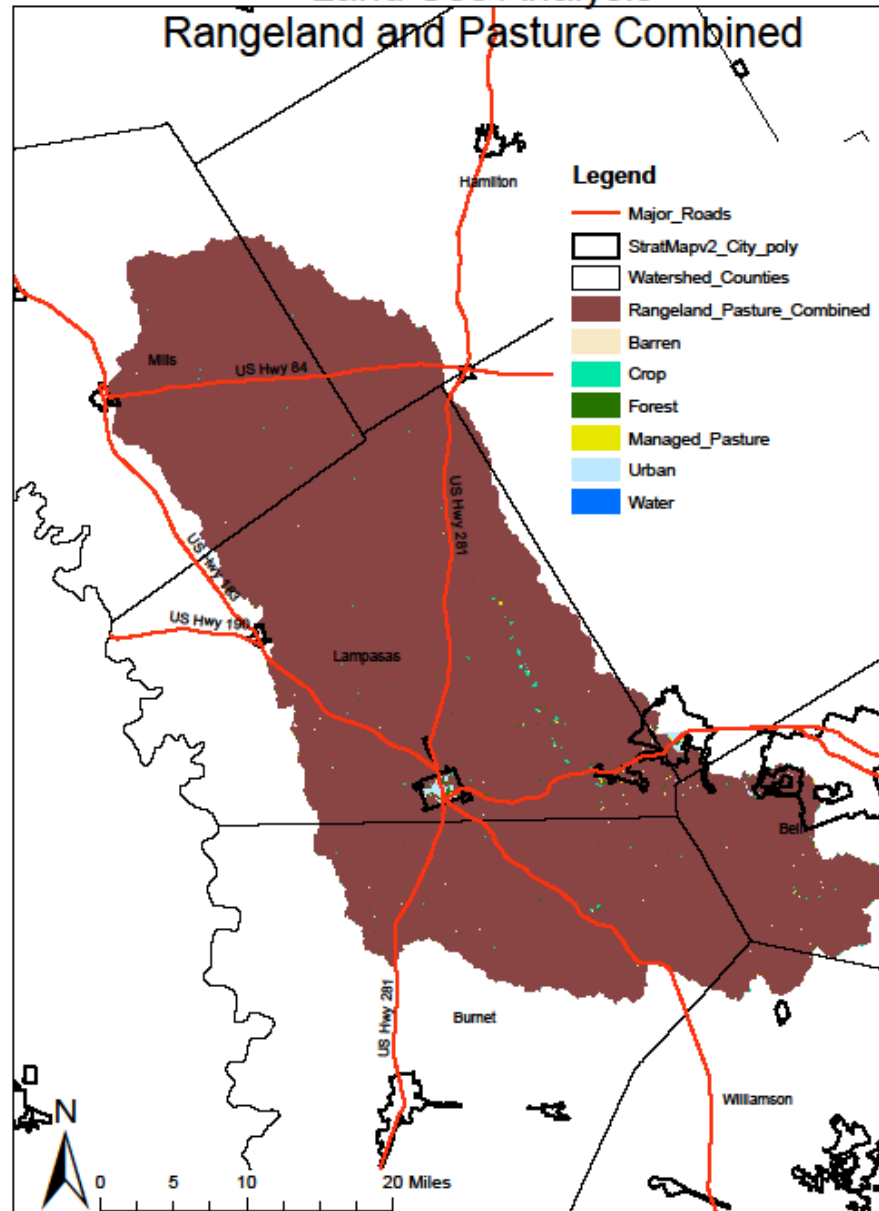 Rangeland and Pasture Combined
Hamilton
Legend
Major_Roads
StratMapv2_City_poly
Watershed_Counties
Rangeland_Pasture_Combined
Barren
Crop
Forest
Managed_Pasture
Urban
Water
Mills
US Hwy 84
US Hwy 281
US Hwy 183
US Hwy 190
Lampasas
Bell
US Hwy 281
Burnet
Williamson
N
0 5 10 20 Miles